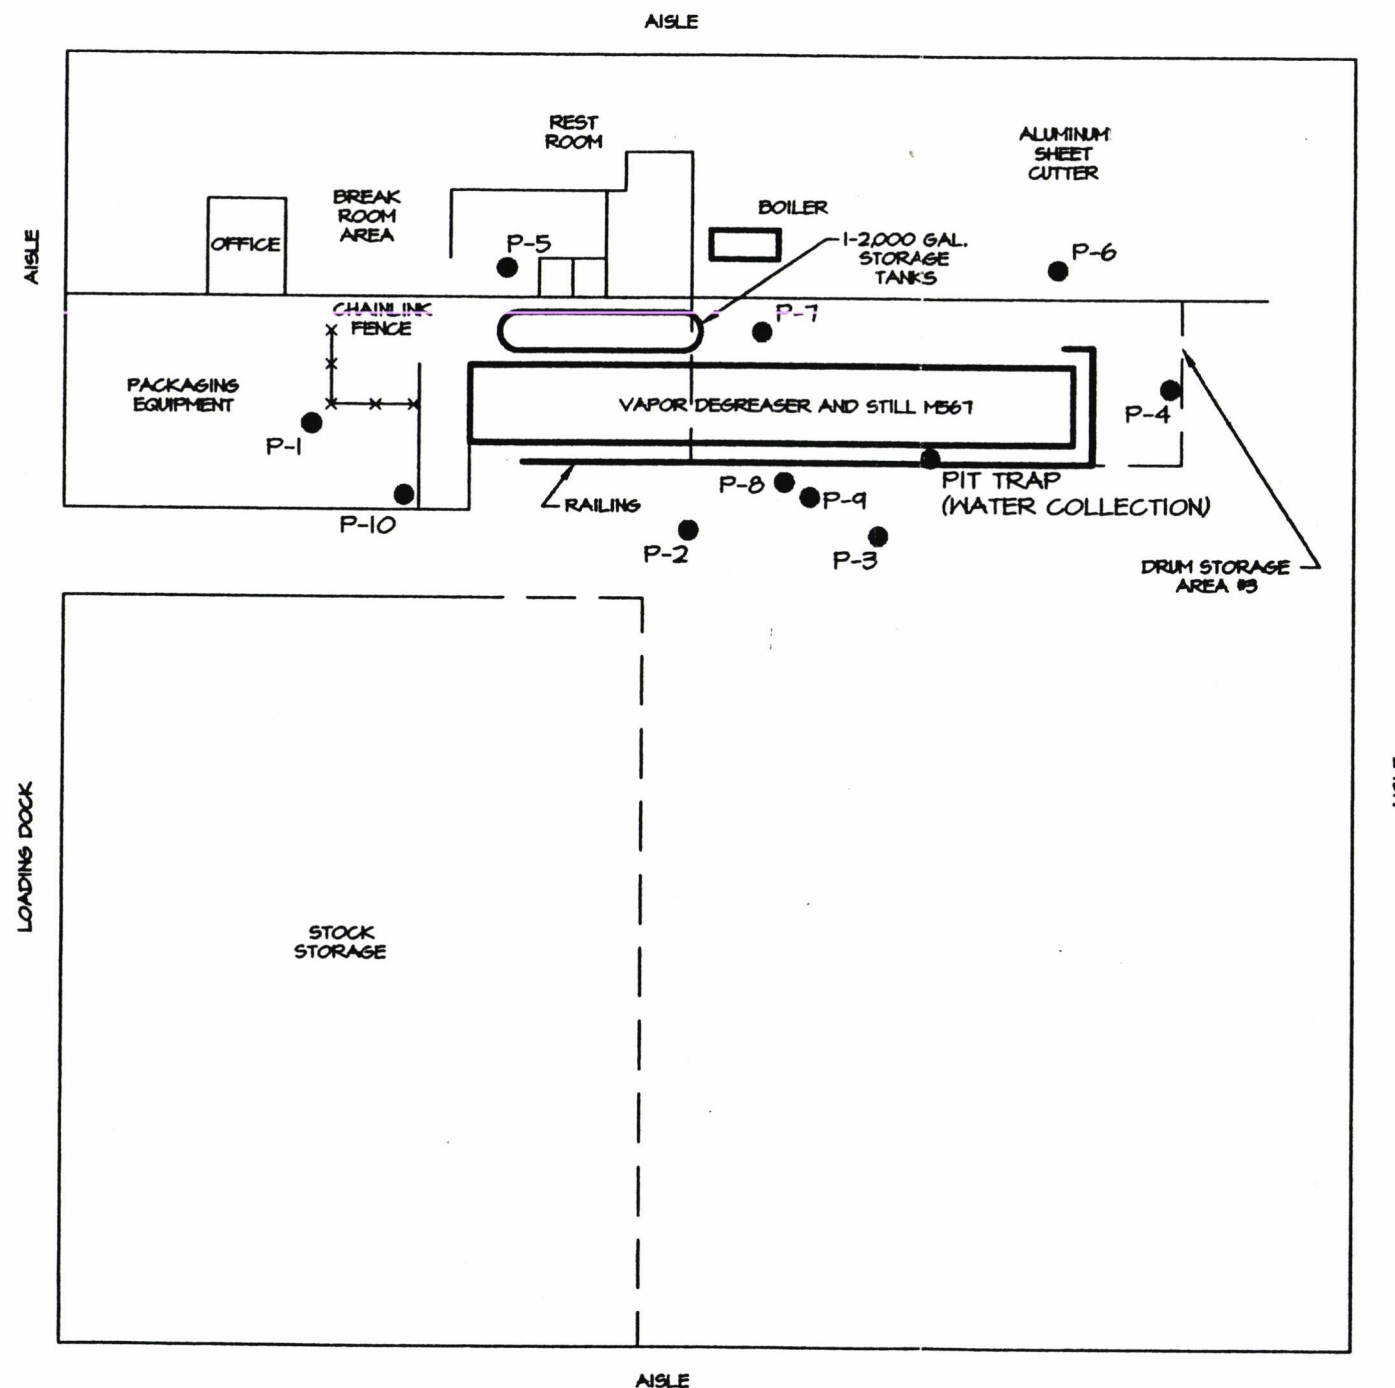 AISLE
REST
ROOM
ALUMINUM
SHEET
CUTTER
BREAK
ROOM
AREA
BOILER
OFFICE
AISLE
P-5
1-2,000 GAL.
STORAGE
TANKS
P-6
CHAINLINK
FENCE
P-7
PACKAGING
EQUIPMENT
VAPOR DEGREASER AND STILL M567
P-1
P-4
P-8
PIT TRAP
(WATER COLLECTION)
P-9
RAILING
P-10
P-2
P-3
DRUM STORAGE
AREA #3
LOADING DOCK
STOCK
STORAGE
AISLE